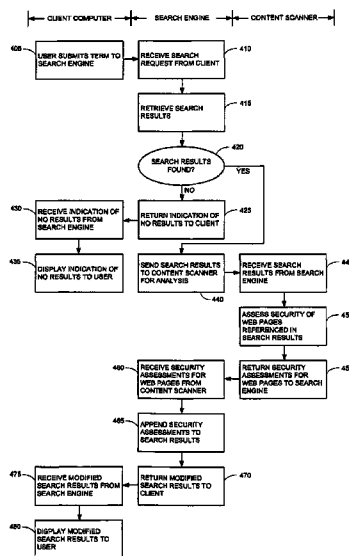 CLIENT COMPUTER
SEARCH ENGINE
CONTENT SCANNER
405
USER SUBMITS TERM TO
SEARCH ENGINE
410
RECEIVE SEARCH
REQUEST FROM CLIENT
415
RETRIEVE SEARCH
RESULTS
420
SEARCH RESULTS
FOUND?
YES
NO
430
RECEIVE INDICATION OF
NO RESULTS FROM
SEARCH ENGINE
425
RETURN INDICATION OF
NO RESULTS TO CLIENT
435
DISPLAY INDICATION OF
NO RESULTS TO USER
SEND SEARCH RESULTS
TO CONTENT SCANNER
FOR ANALYSIS
440
RECEIVE SEARCH
RESULTS FROM SEARCH
ENGINE
ASSESS SECURITY OF
WEB PAGES
REFERENCED IN
SEARCH RESULTS
460
RECEIVE SECURITY
ASSESSMENTS FOR
WEB PAGES FROM
CONTENT SCANNER
RETURN SECURITY
ASSESSMENTS FOR WEB
PAGES TO SEARCH
ENGINE
465
APPEND SECURITY
ASSESSMENTS TO
SEARCH RESULTS
475
RECEIVE MODIFIED
SEARCH RESULTS FROM
SEARCH ENGINE
470
RETURN MODIFIED
SEARCH RESULTS TO
CLIENT
480
DISPLAY MODIFIED
SEARCH RESULTS TO
USER